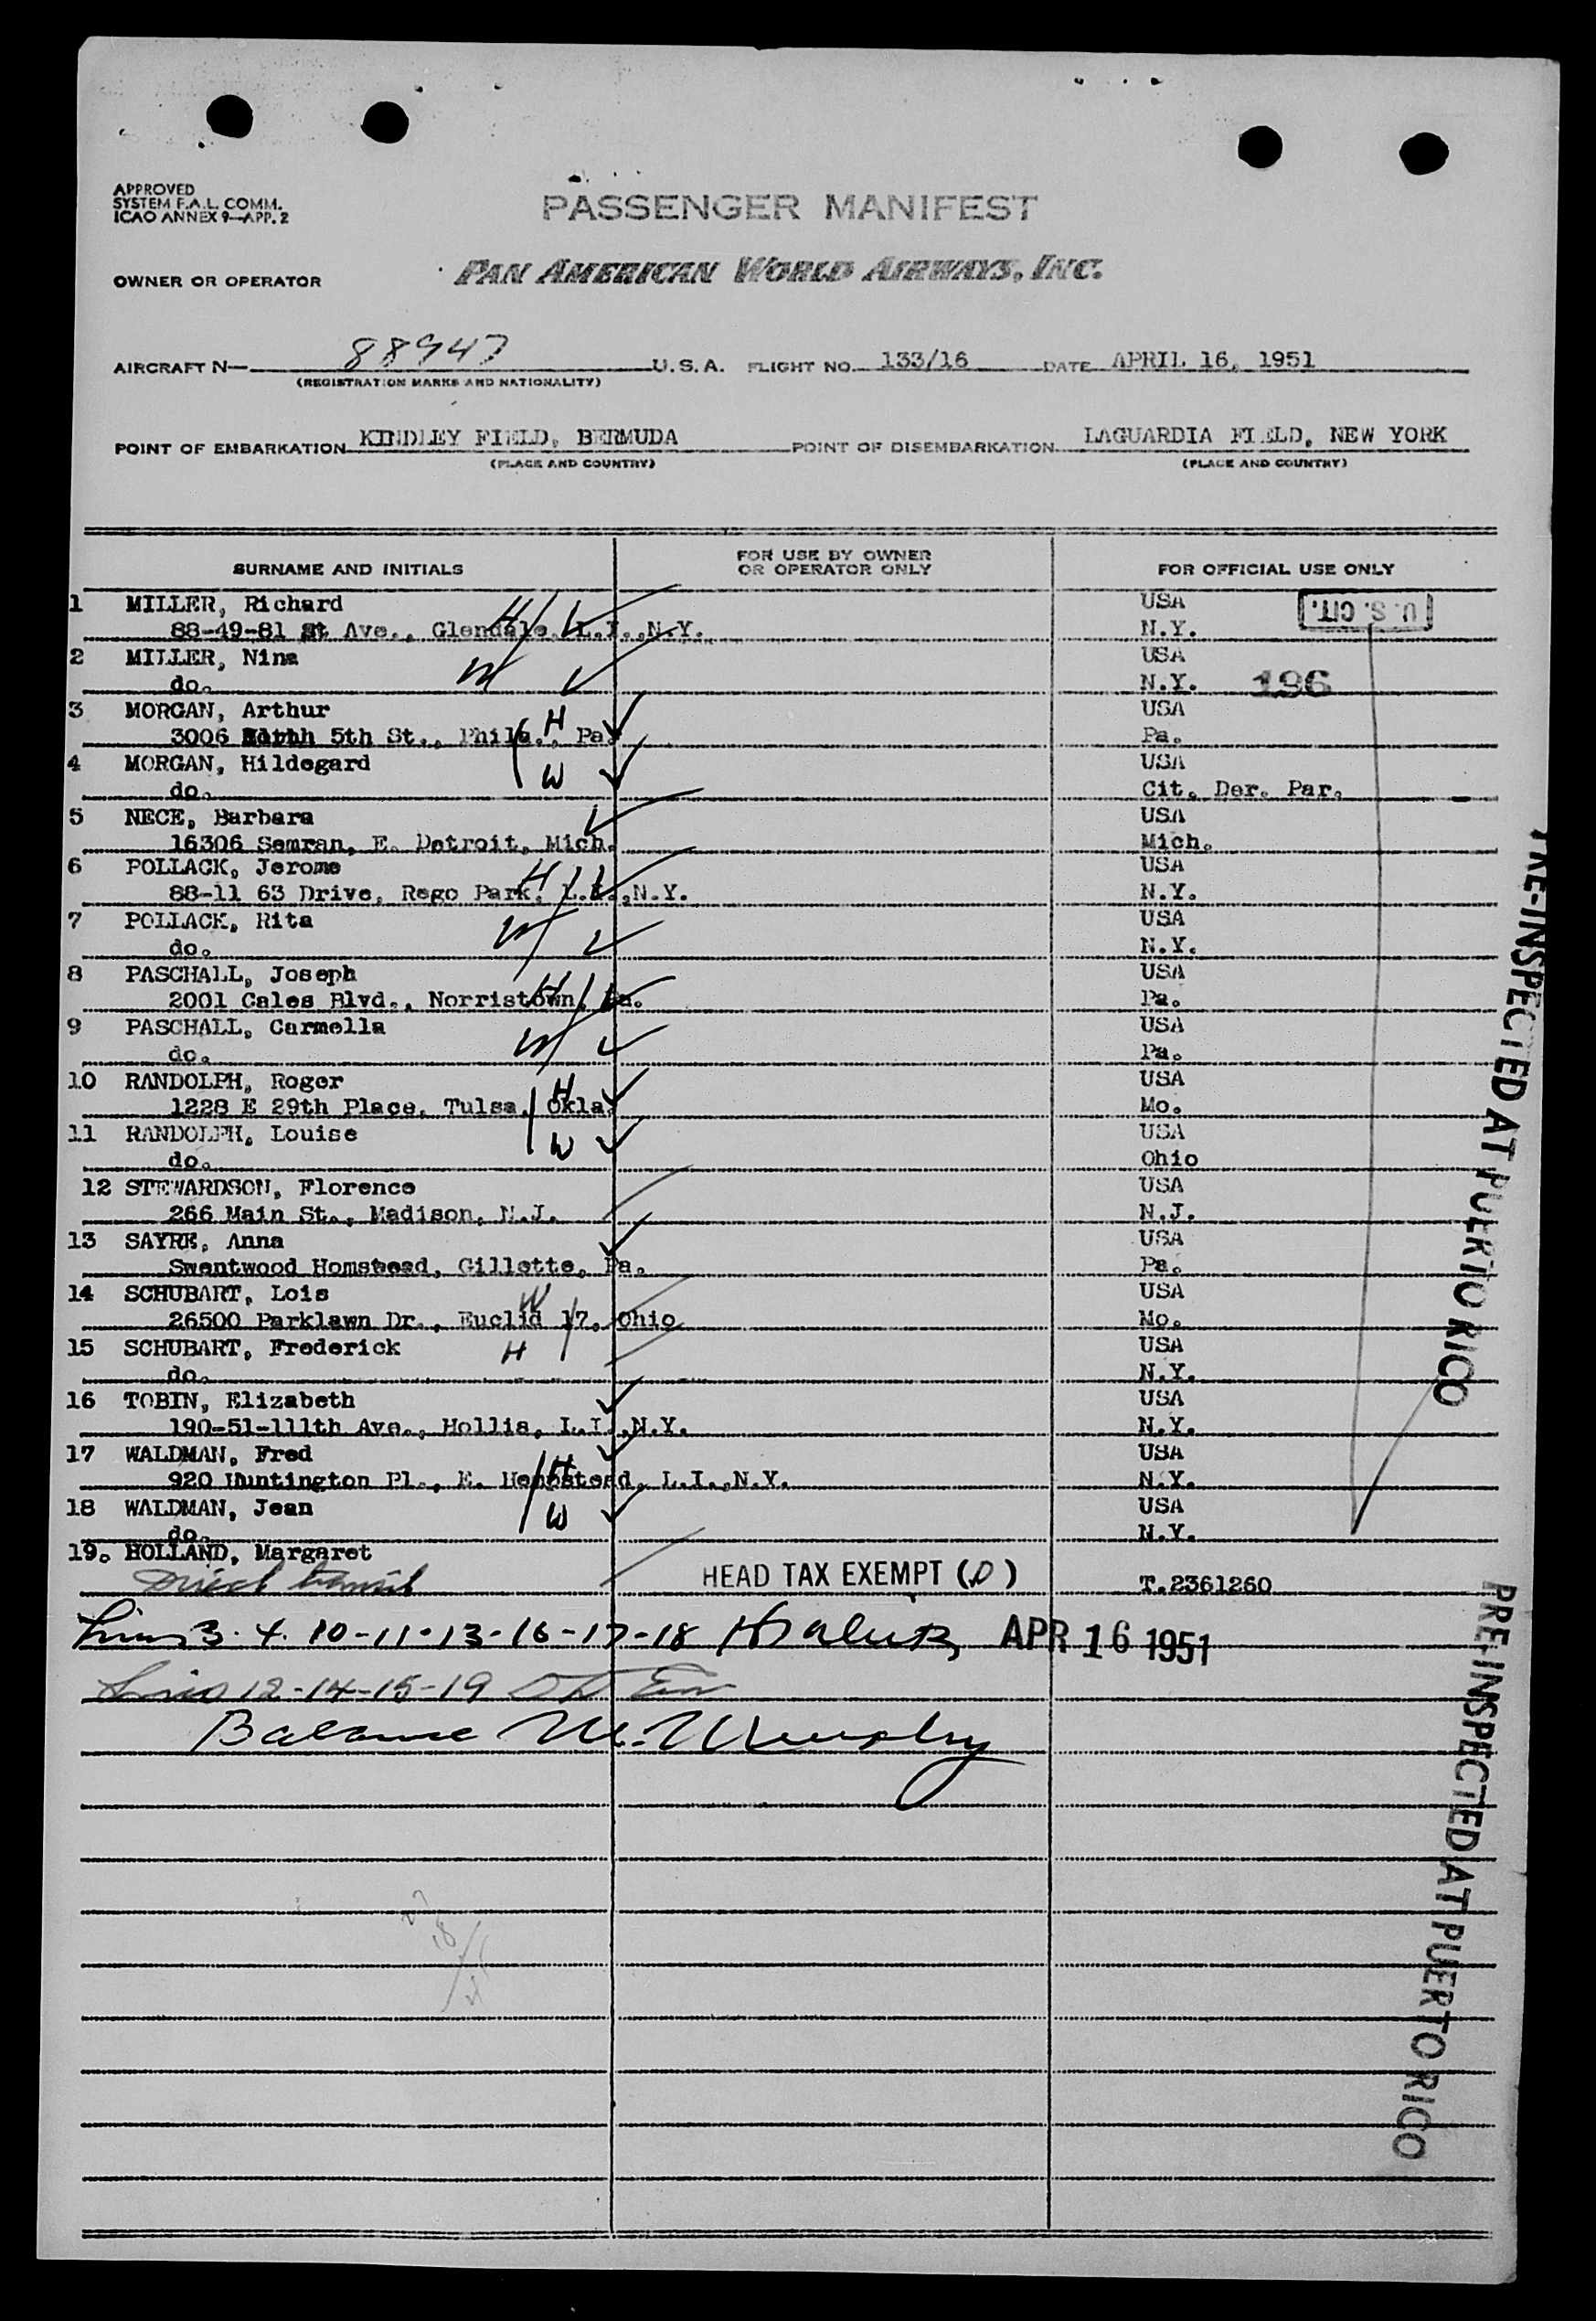 APPROVED
SYSTEM F.A.L. COMM.
ICAO ANNEX 9—APP. 2
PASSENGER MANIFEST
OWNER OR OPERATOR PAN AMERICAN WORLD AIRWAYS, INC.
AIRCRAFT N— 88947 U.S.A. FLIGHT NO. 133/16 DATE APRIL 16, 1951
(REGISTRATION MARKS AND NATIONALITY)
POINT OF EMBARKATION KINDLEY FIELD, BERMUDA POINT OF DISEMBARKATION LAGUARDIA FIELD, NEW YORK
(PLACE AND COUNTRY) (PLACE AND COUNTRY)
SURNAME AND INITIALS FOR USE BY OWNER OR OPERATOR ONLY FOR OFFICIAL USE ONLY
1 MILLER, Richard H USA U.S. CIT.
88-49-81 St Ave., Glendale, L.I.,N.Y. N.Y.
2 MILLER, Nina W USA
do. N.Y. 196
3 MORGAN, Arthur H USA
3006 5th St., Phila., Pa. Pa.
4 MORGAN, Hildegard W USA
do. Cit. Der. Par.
5 NECE, Barbara USA
16306 Semran, E. Detroit, Mich. Mich.
6 POLLACK, Jerome H USA
88-11 63 Drive, Rego Park, L.I.,N.Y. N.Y.
7 POLLACK, Rita W USA
do. N.Y.
8 PASCHALL, Joseph H USA
2001 Cales Blvd., Norristown, Pa. Pa.
9 PASCHALL, Carmella W USA
do. Pa.
10 RANDOLPH, Roger H USA
1228 E 29th Place, Tulsa, Okla. Mo.
11 RANDOLPH, Louise W USA
do. Ohio
12 STEWARDSON, Florence USA
266 Main St., Madison, N.J. N.J.
13 SAYRE, Anna USA
Swentwood Homstead, Gillette, Pa. Pa.
14 SCHUBART, Lois W USA
26500 Parklawn Dr., Euclid 17, Ohio Mo.
15 SCHUBART, Frederick H USA
do. N.Y.
16 TOBIN, Elizabeth USA
190-51-111th Ave., Hollis, L.I.,N.Y. N.Y.
17 WALDMAN, Fred H USA
920 Huntington Pl., E. Hempstead, L.I.,N.Y. N.Y.
18 WALDMAN, Jean W USA
do. N.Y.
19. HOLLAND, Margaret
Direct transit HEAD TAX EXEMPT (D) T.2361260
Lines 3-4-10-11-13-16-17-18 APR 16 1951
Lines 12-14-15-19
Balance M. Murphy
PRE-INSPECTED AT PUERTO RICO
PRE-INSPECTED AT PUERTO RICO